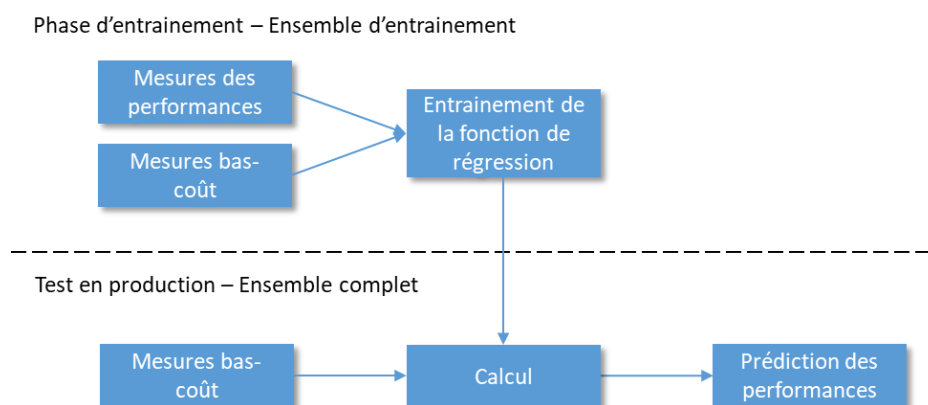 Phase d'entrainement – Ensemble d'entrainement
Mesures des
performances
Entrainement de
la fonction de
régression
Mesures bas-
coût
Test en production – Ensemble complet
Mesures bas-
coût
Calcul
Prédiction des
performances